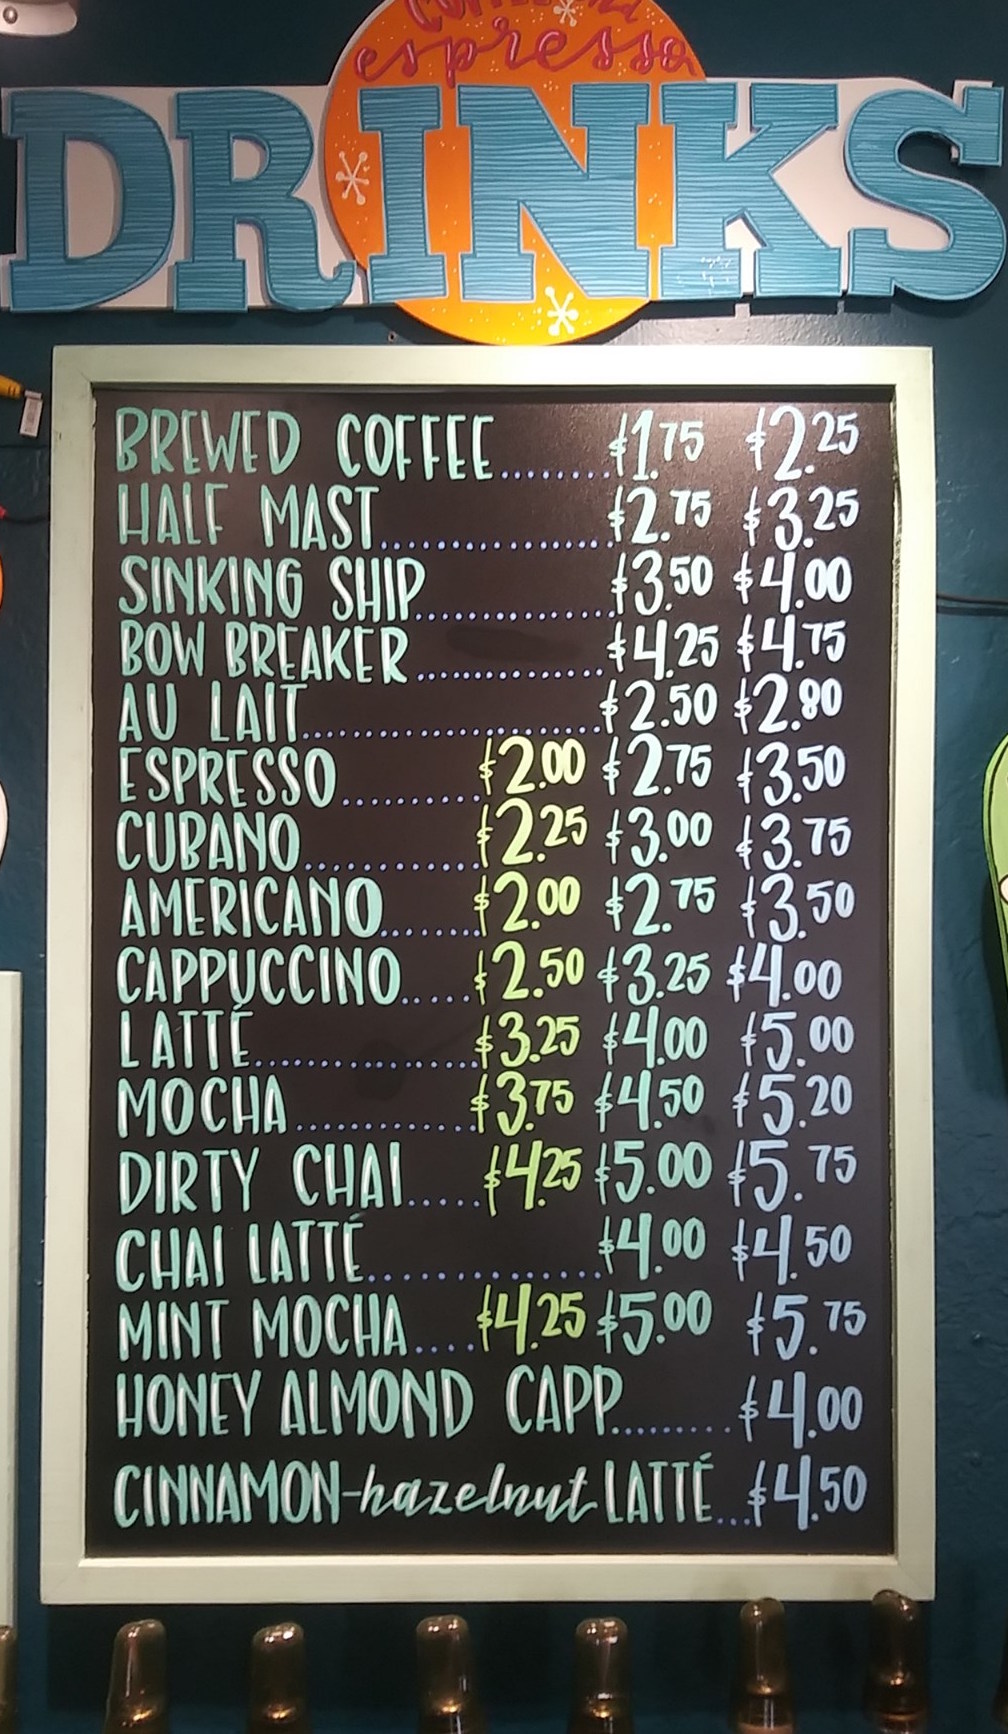 espresso
DRINKS
BREWED COFFEE........$1.75 $2.25
HALF MAST................$2.75 $3.25
SINKING SHIP..............$3.50 $4.00
BOW BREAKER.............$4.25 $4.75
AU LAIT.....................$2.50 $2.80
ESPRESSO..........$2.00 $2.75 $3.50
CUBANO............$2.25 $3.00 $3.75
AMERICANO.......$2.00 $2.75 $3.50
CAPPUCCINO.....$2.50 $3.25 $4.00
LATTÉ................$3.25 $4.00 $5.00
MOCHA.............$3.75 $4.50 $5.20
DIRTY CHAI.....$4.25 $5.00 $5.75
CHAI LATTÉ..............$4.00 $4.50
MINT MOCHA....$4.25 $5.00 $5.75
HONEY ALMOND CAPP........$4.00
CINNAMON-hazelnut LATTÉ...$4.50